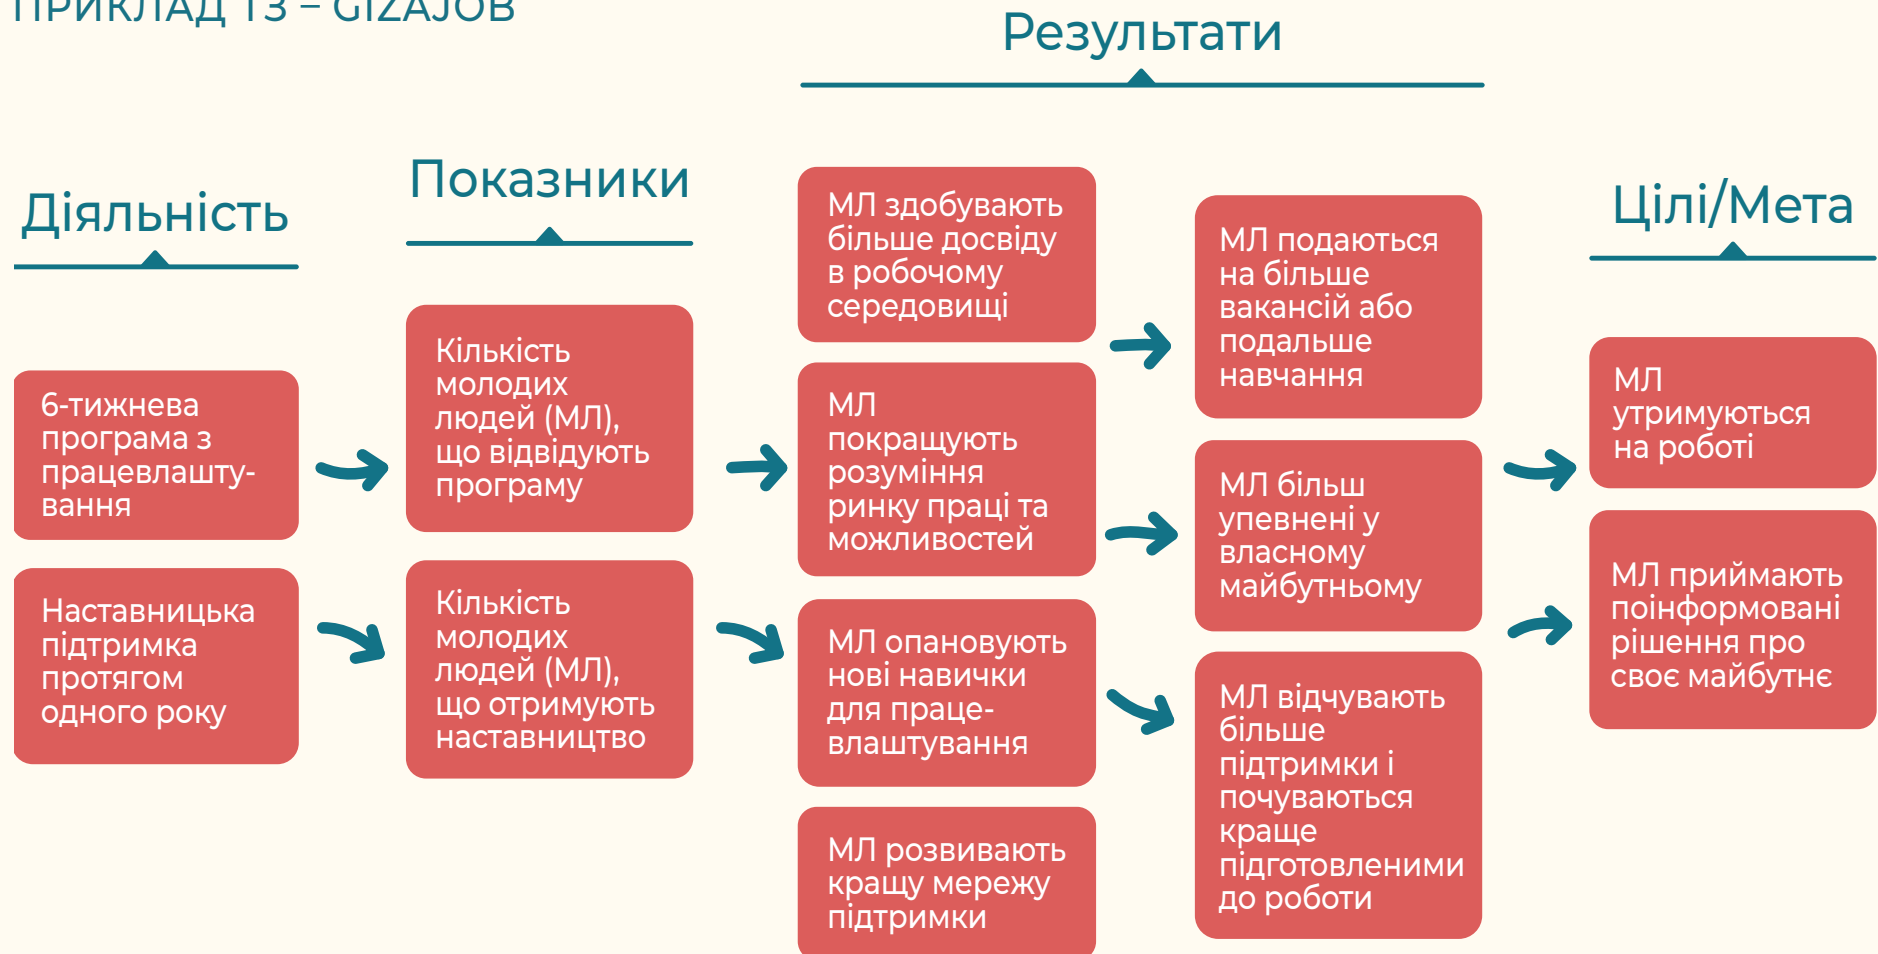 ПРИКЛАД ТЗ – GIZAJOB
Результати
Діяльність
Показники
Цілі/Мета
6-тижнева
програма з
працевлашту-
вання
Наставницька
підтримка
протягом
одного року
Кількість
молодих
людей (МЛ),
що відвідують
програму
Кількість
молодих
людей (МЛ),
що отримують
наставництво
МЛ здобувають
більше досвіду
в робочому
середовищі
МЛ
покращують
розуміння
ринку праці та
можливостей
МЛ опановують
нові навички
для праце-
влаштування
МЛ розвивають
кращу мережу
підтримки
МЛ подаються
на більше
вакансій або
подальше
навчання
МЛ більш
упевнені у
власному
майбутньому
МЛ відчувають
більше
підтримки і
почуваються
краще
підготовленими
до роботи
МЛ
утримуються
на роботі
МЛ приймають
поінформовані
рішення про
своє майбутнє